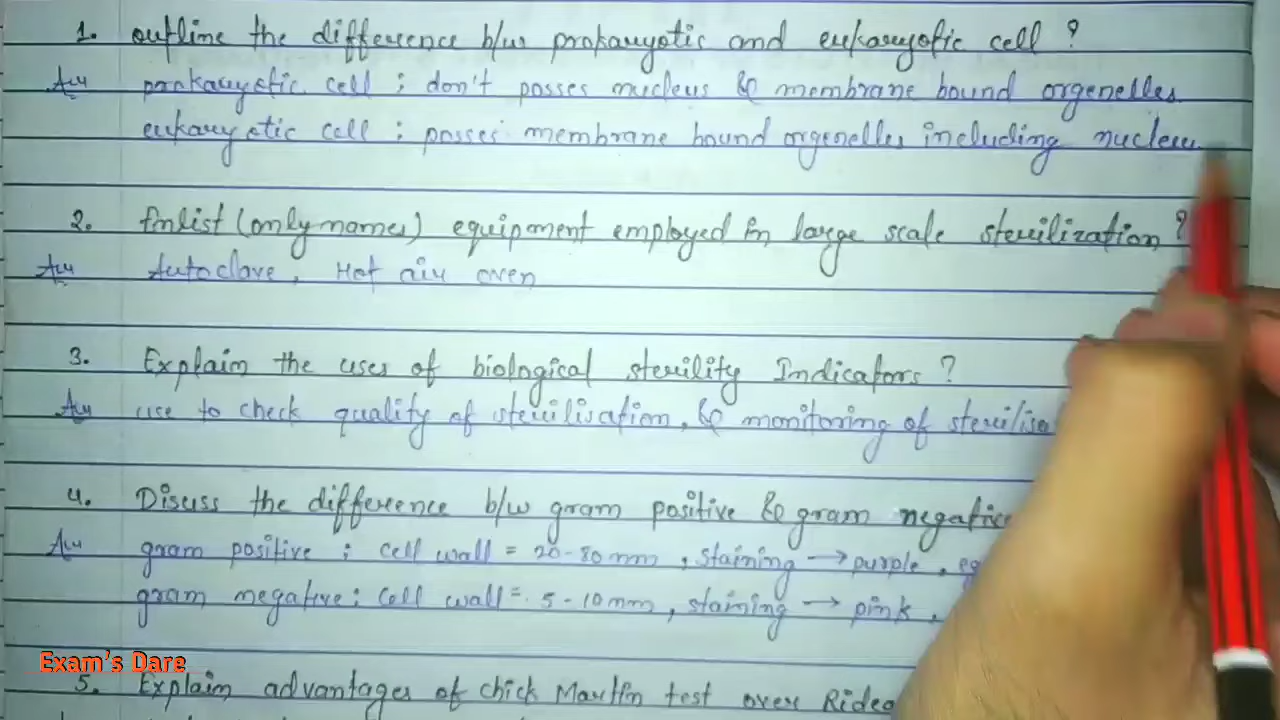 1. outline the difference b/w prokaryotic and eukaryotic cell ?
Ans prokaryotic cell : don't posses nucleus & membrane bound orgenelles
eukaryotic cell : posses membrane bound orgenelles including nucleus
2. Enlist (only names) equipment employed in large scale sterilization ?
Ans Autoclave, Hot air oven
3. Explain the uses of biological sterility Indicators ?
Ans use to check quality of sterilisation, & monitoring of sterilisa
4. Discuss the difference b/w gram positive & gram negative
Ans gram positive : cell wall = 20-80 nm, staining → purple,
gram negative : cell wall = 5-10 nm, staining → pink,
Exam's Dare
5. Explain advantages of chick Martin test over